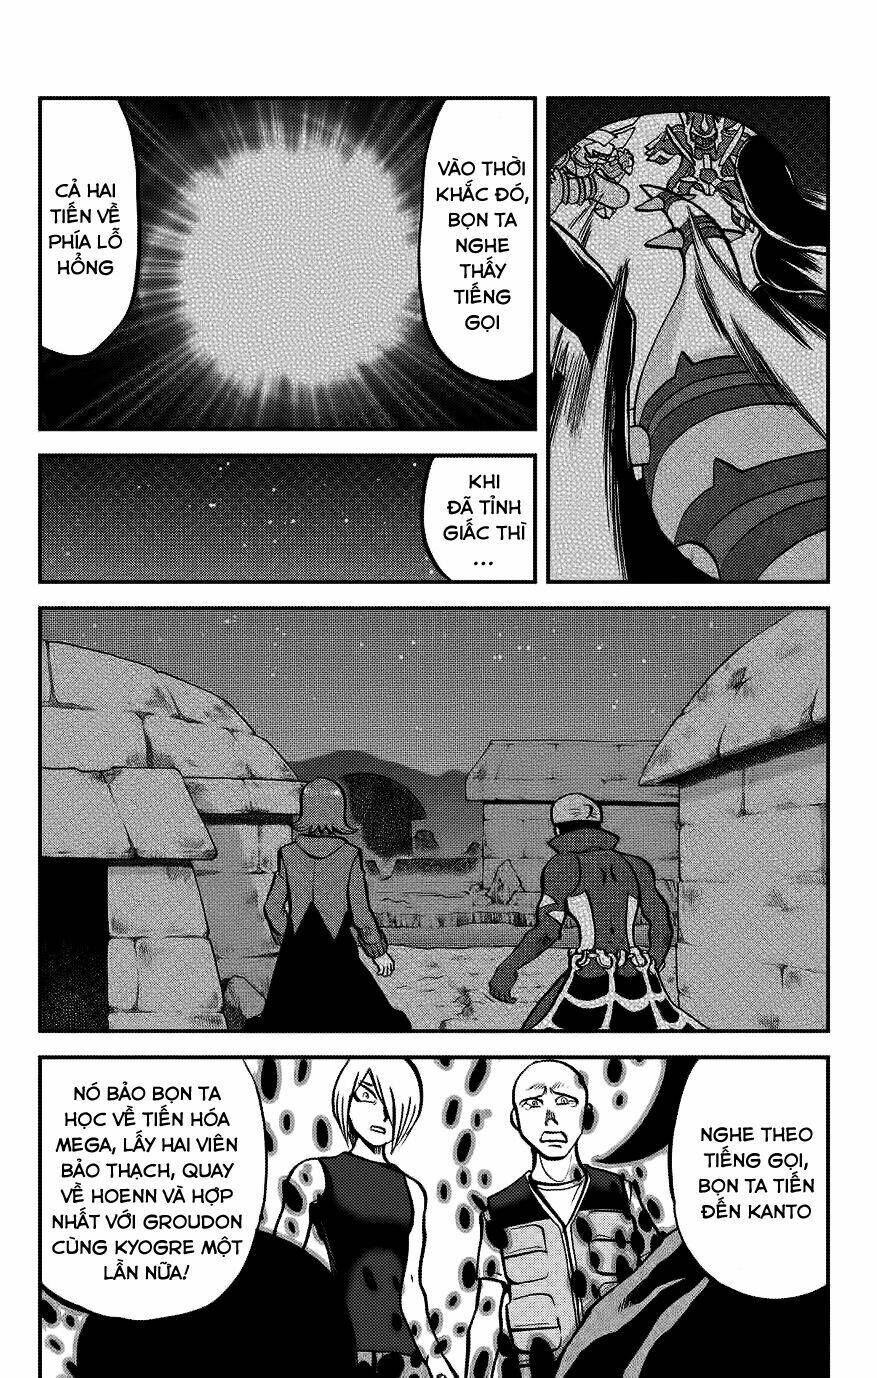 VÀO THỜI
KHẮC ĐÓ,
BỌN TA
NGHE
THẤY
TIẾNG
GỌI
CẢ HAI
TIẾN VỀ
PHÍA LỖ
HỔNG
KHI
ĐÃ TỈNH
GIẤC THÌ
...
NGHE THEO
TIẾNG GỌI,
BỌN TA TIẾN
ĐẾN KANTO
NÓ BẢO BỌN TA
HỌC VỀ TIẾN HÓA
MEGA, LẤY HAI VIÊN
BẢO THẠCH, QUAY
VỀ HOENN VÀ HỢP
NHẤT VỚI GROUDON
CÙNG KYOGRE MỘT
LẦN NỮA!